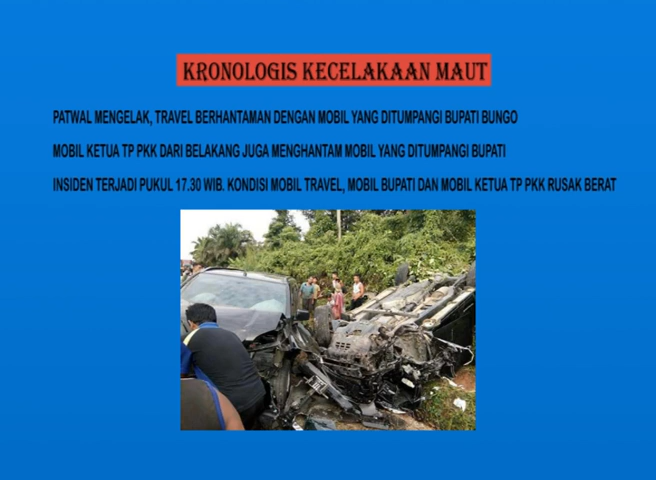 KRONOLOGIS KECELAKAAN MAUT
PATWAL MENGELAK, TRAVEL BERHANTAMAN DENGAN MOBIL YANG DITUMPANGI BUPATI BUNGO
MOBIL KETUA TP PKK DARI BELAKANG JUGA MENGHANTAM MOBIL YANG DITUMPANGI BUPATI
INSIDEN TERJADI PUKUL 17.30 WIB. KONDISI MOBIL TRAVEL, MOBIL BUPATI DAN MOBIL KETUA TP PKK RUSAK BERAT